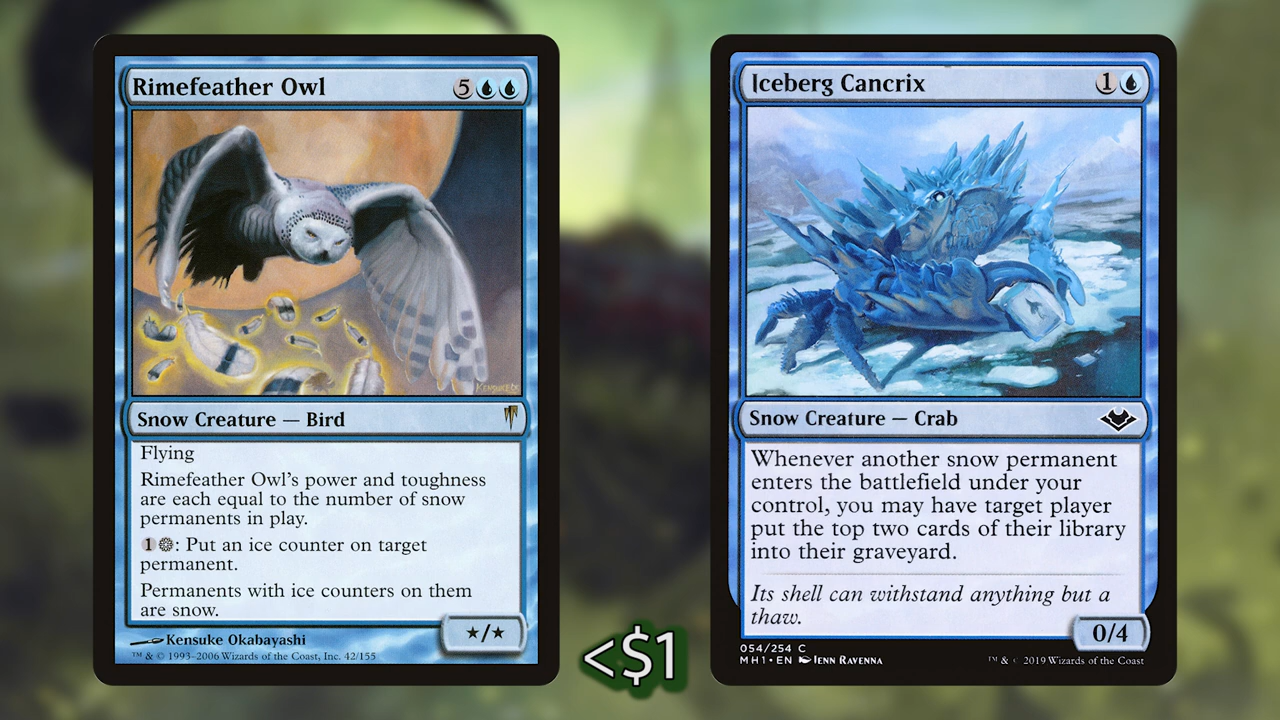 Rimefeather Owl 5
Snow Creature — Bird
Flying
Rimefeather Owl's power and toughness
are each equal to the number of snow
permanents in play.
1 : Put an ice counter on target
permanent.
Permanents with ice counters on them
are snow.
★/★
Kensuke Okabayashi
™ & © 1993–2006 Wizards of the Coast, Inc. 42/155
<$1
Iceberg Cancrix 1
Snow Creature — Crab
Whenever another snow permanent
enters the battlefield under your
control, you may have target player
put the top two cards of their library
into their graveyard.
Its shell can withstand anything but a
thaw.
0/4
054/254 C
MH1 • EN Jenn Ravenna
™ & © 2019 Wizards of the Coast